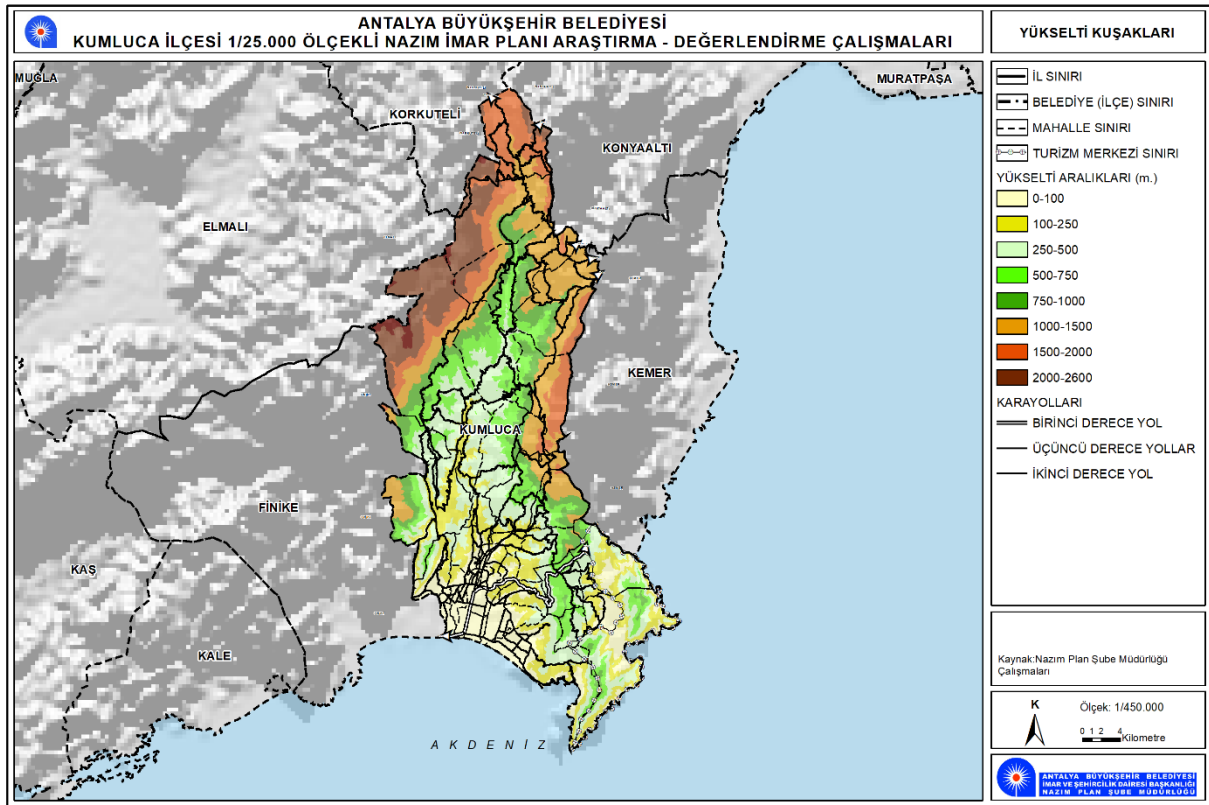 ANTALYA BÜYÜKŞEHİR BELEDİYESİ
KUMLUCA İLÇESİ 1/25.000 ÖLÇEKLİ NAZIM İMAR PLANI ARAŞTIRMA - DEĞERLENDİRME ÇALIŞMALARI
YÜKSELTİ KUŞAKLARI
MUĞLA
MURATPAŞA
KORKUTELİ
KONYAALTI
ELMALI
KEMER
KUMLUCA
FİNİKE
KAŞ
KALE
AKDENİZ
İL SINIRI
BELEDİYE (İLÇE) SINIRI
MAHALLE SINIRI
TURİZM MERKEZİ SINIRI
YÜKSELTİ ARALIKLARI (m.)
0-100
100-250
250-500
500-750
750-1000
1000-1500
1500-2000
2000-2600
KARAYOLLARI
BİRİNCİ DERECE YOL
ÜÇÜNCÜ DERECE YOLLAR
İKİNCİ DERECE YOL
Kaynak:Nazım Plan Şube Müdürlüğü
Çalışmaları
K
Ölçek: 1/450.000
0 1 2 4
Kilometre
ANTALYA BÜYÜKŞEHİR BELEDİYESİ
İMAR VE ŞEHİRCİLİK DAİRESİ BAŞKANLIĞI
NAZIM PLAN ŞUBE MÜDÜRLÜĞÜ